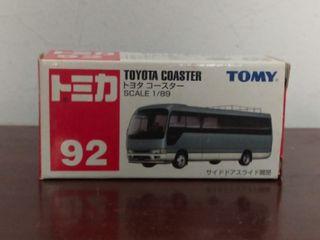 トミカ
92
TOYOTA COASTER
トヨタ コースター
SCALE 1/89
TOMY
サイドドアスライド開閉